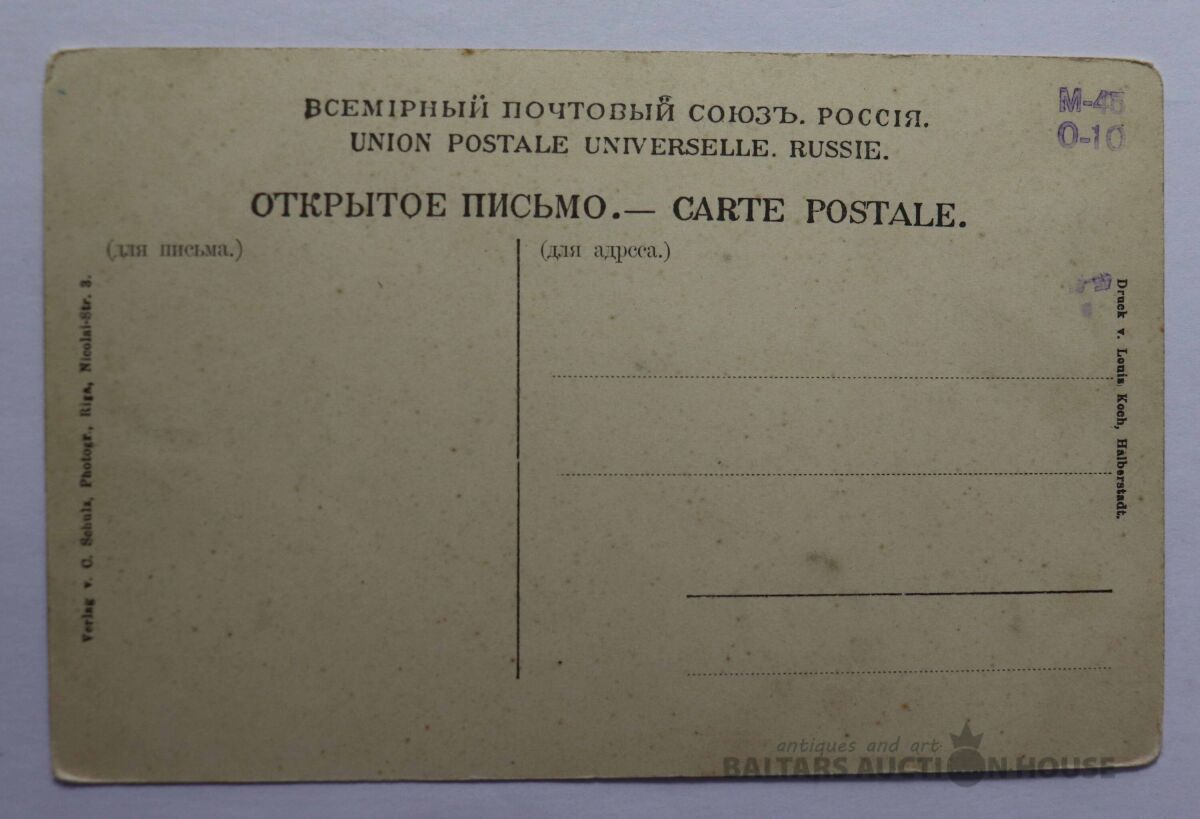 ВСЕМІРНЫЙ ПОЧТОВЫЙ СОЮЗЪ. РОССІЯ.
UNION POSTALE UNIVERSELLE. RUSSIE.
ОТКРЫТОЕ ПИСЬМО.— CARTE POSTALE.
(для письма.)
(для адреса.)
М-45
О-10
Verlag v. C. Schulz, Photogr., Riga, Nicolai-Str. 3.
Druck v. Louis Koch, Halberstadt.
antiques and art
BALTARS AUCTION HOUSE